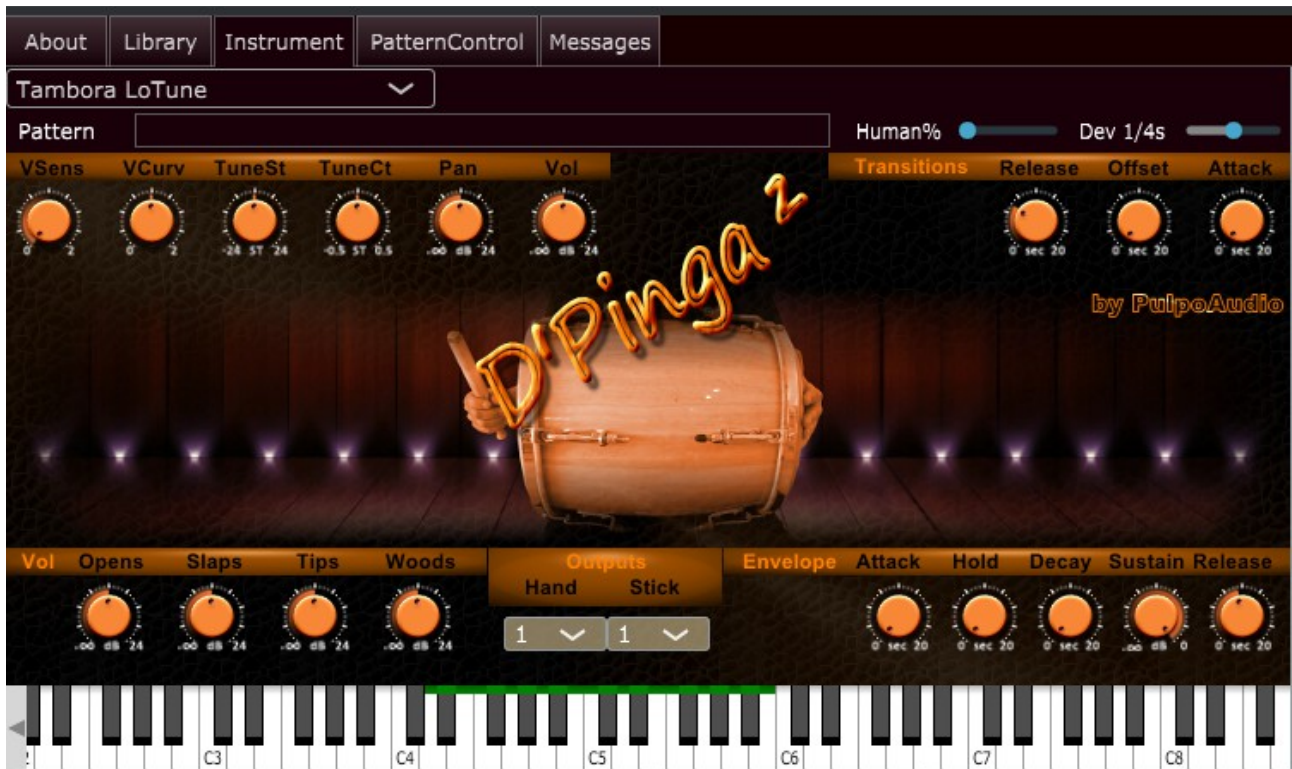 About Library Instrument PatternControl Messages
Tambora LoTune
Pattern Human% Dev 1/4s
VSens VCurv TuneSt TuneCt Pan Vol Transitions Release Offset Attack
0 2 0 2 -24 ST 24 -0.5 ST 0.5 -∞ dB 24 -∞ dB 24 0 sec 20 0 sec 20 0 sec 20
D'Pinga 2
by PulpoAudio
Vol Opens Slaps Tips Woods Outputs Envelope Attack Hold Decay Sustain Release
Hand Stick
1 1
-∞ dB 24 -∞ dB 24 -∞ dB 24 -∞ dB 24 0 sec 20 0 sec 20 0 sec 20 -∞ dB 0 0 sec 20
C3 C4 C5 C6 C7 C8